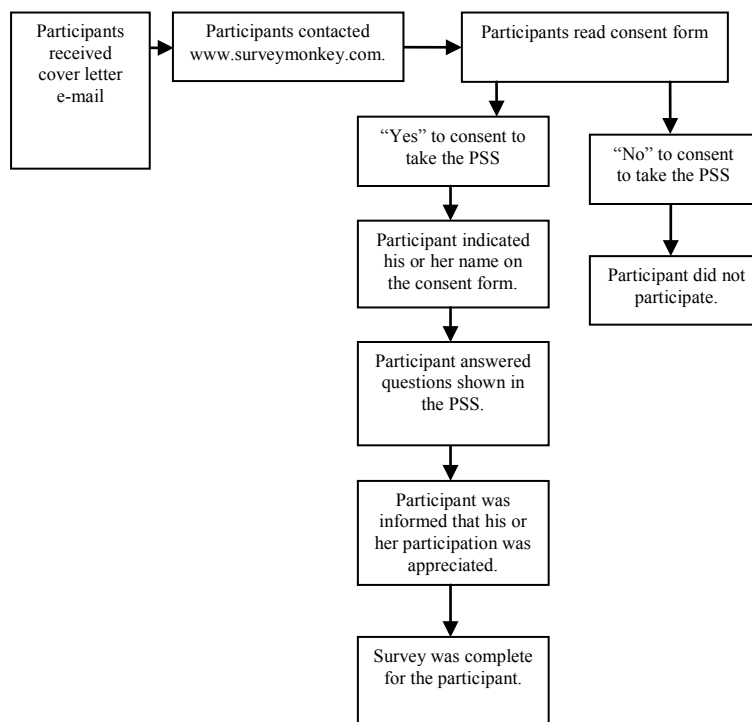 Participants
received
cover letter
e-mail
Participants contacted
www.surveymonkey.com.
Participants read consent form
“Yes” to consent to
take the PSS
“No” to consent
to take the PSS
Participant indicated
his or her name on
the consent form.
Participant did not
participate.
Participant answered
questions shown in
the PSS.
Participant was
informed that his or
her participation was
appreciated.
Survey was complete
for the participant.